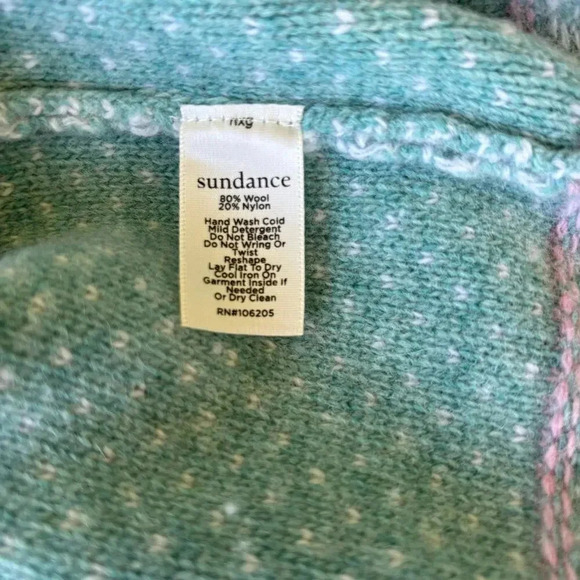 sundance
80% Wool
20% Nylon
Hand Wash Cold
Mild Detergent
Do Not Bleach
Do Not Wring Or
Twist
Reshape
Lay Flat To Dry
Cool Iron On
Garment Inside If
Needed
Or Dry Clean
RN#106205